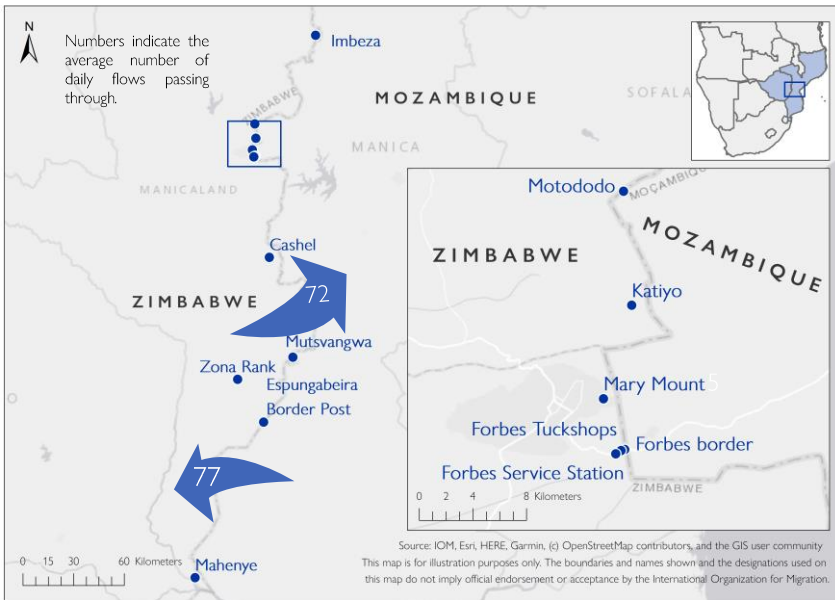 N
Numbers indicate the
average number of
daily flows passing
through.
Imbeza
ZIMBABWE
MOZAMBIQUE
SOFALA
MANICA
MANICALAND
Cashel
ZIMBABWE
72
Mutsvangwa
Zona Rank
Espungabeira
Border Post
77
Mahenye
0 15 30 60 Kilometers
Motododo
MOÇAMBIQU
ZIMBABWE
MOZAMBIQUE
Katiyo
Mary Mount
5
Forbes Tuckshops
Forbes border
Forbes Service Station
ZIMBABWE
0 2 4 8 Kilometers
Source: IOM, Esri, HERE, Garmin, (c) OpenStreetMap contributors, and the GIS user community
This map is for illustration purposes only. The boundaries and names shown and the designations used on
this map do not imply official endorsement or acceptance by the International Organization for Migration.